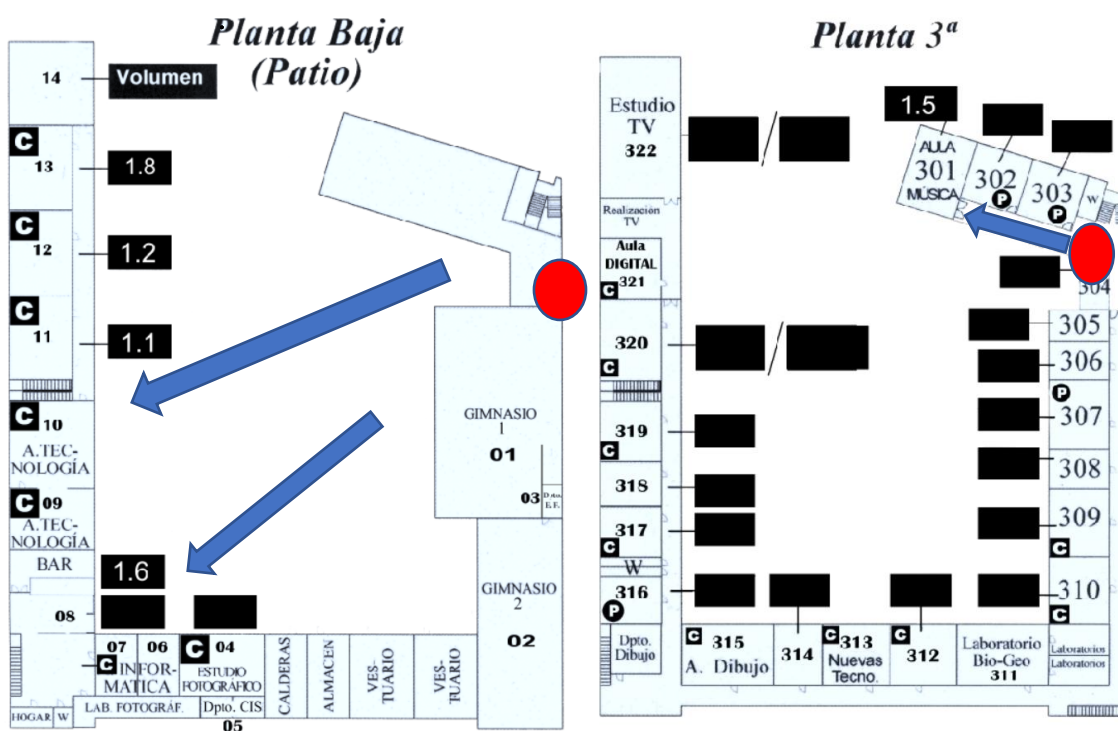 Planta Baja
(Patio)
14
Volumen
C
13
1.8
C
12
1.2
C
11
1.1
C
10
A.TEC-
NOLOGÍA
C
09
A.TEC-
NOLOGÍA
BAR
1.6
08
07
06
C
INFOR-
MATICA
C
04
ESTUDIO
FOTOGRÁFICO
CALDERAS
ALMACEN
VES-
TUARIO
VES-
TUARIO
LAB. FOTOGRÁF.
Dpto. CIS
05
HOGAR
W
GIMNASIO
1
01
03
Dpto.
E.F.
GIMNASIO
2
02
Planta 3ª
Estudio
TV
322
Realización
TV
Aula
DIGITAL
C
321
320
C
319
C
318
317
C
W
316
P
Dpto.
Dibujo
C
315
A. Dibujo
314
C
313
Nuevas
Tecno.
C
312
Laboratorio
Bio-Geo
311
Laboratorios
Laboratorios
1.5
AULA
301
MÚSICA
302
P
303
P
W
304
305
306
P
307
308
309
C
310
C